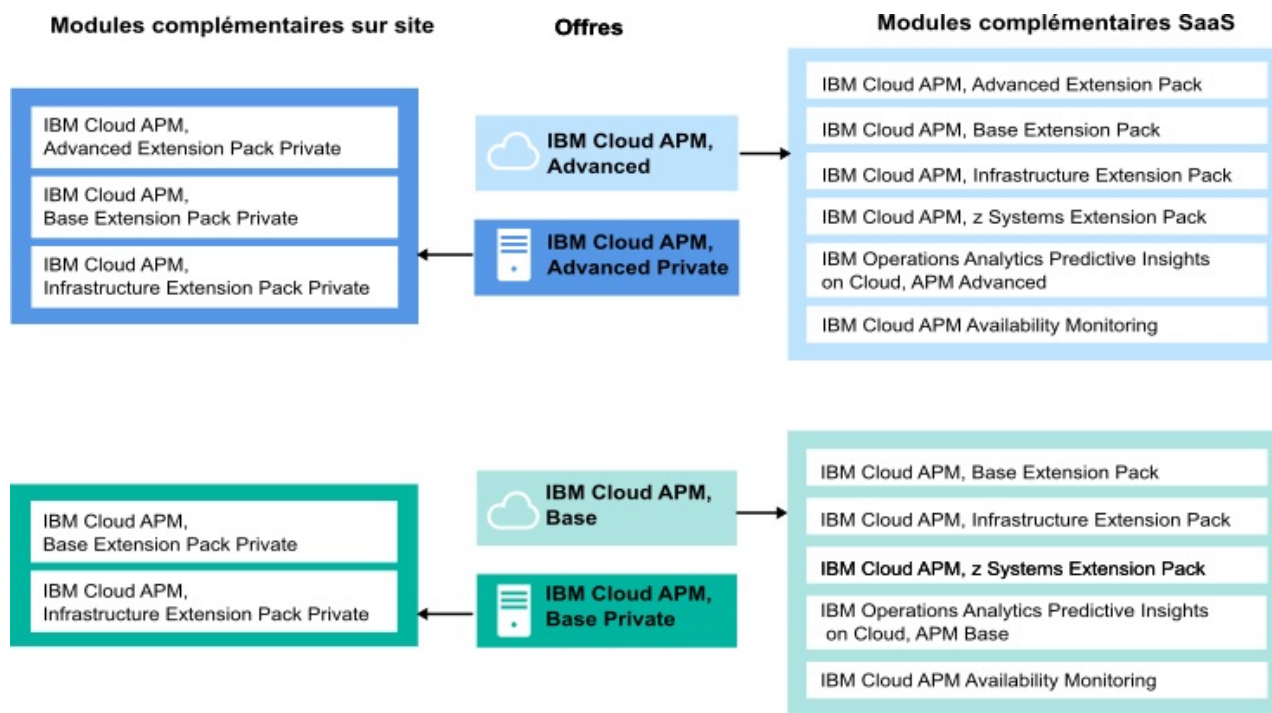 Modules complémentaires sur site
Offres
Modules complémentaires SaaS
IBM Cloud APM,
Advanced Extension Pack Private
IBM Cloud APM,
Base Extension Pack Private
IBM Cloud APM,
Infrastructure Extension Pack Private
IBM Cloud APM,
Advanced
IBM Cloud APM,
Advanced Private
IBM Cloud APM, Advanced Extension Pack
IBM Cloud APM, Base Extension Pack
IBM Cloud APM, Infrastructure Extension Pack
IBM Cloud APM, z Systems Extension Pack
IBM Operations Analytics Predictive Insights
on Cloud, APM Advanced
IBM Cloud APM Availability Monitoring
IBM Cloud APM,
Base Extension Pack Private
IBM Cloud APM,
Infrastructure Extension Pack Private
IBM Cloud APM,
Base
IBM Cloud APM,
Base Private
IBM Cloud APM, Base Extension Pack
IBM Cloud APM, Infrastructure Extension Pack
IBM Cloud APM, z Systems Extension Pack
IBM Operations Analytics Predictive Insights
on Cloud, APM Base
IBM Cloud APM Availability Monitoring